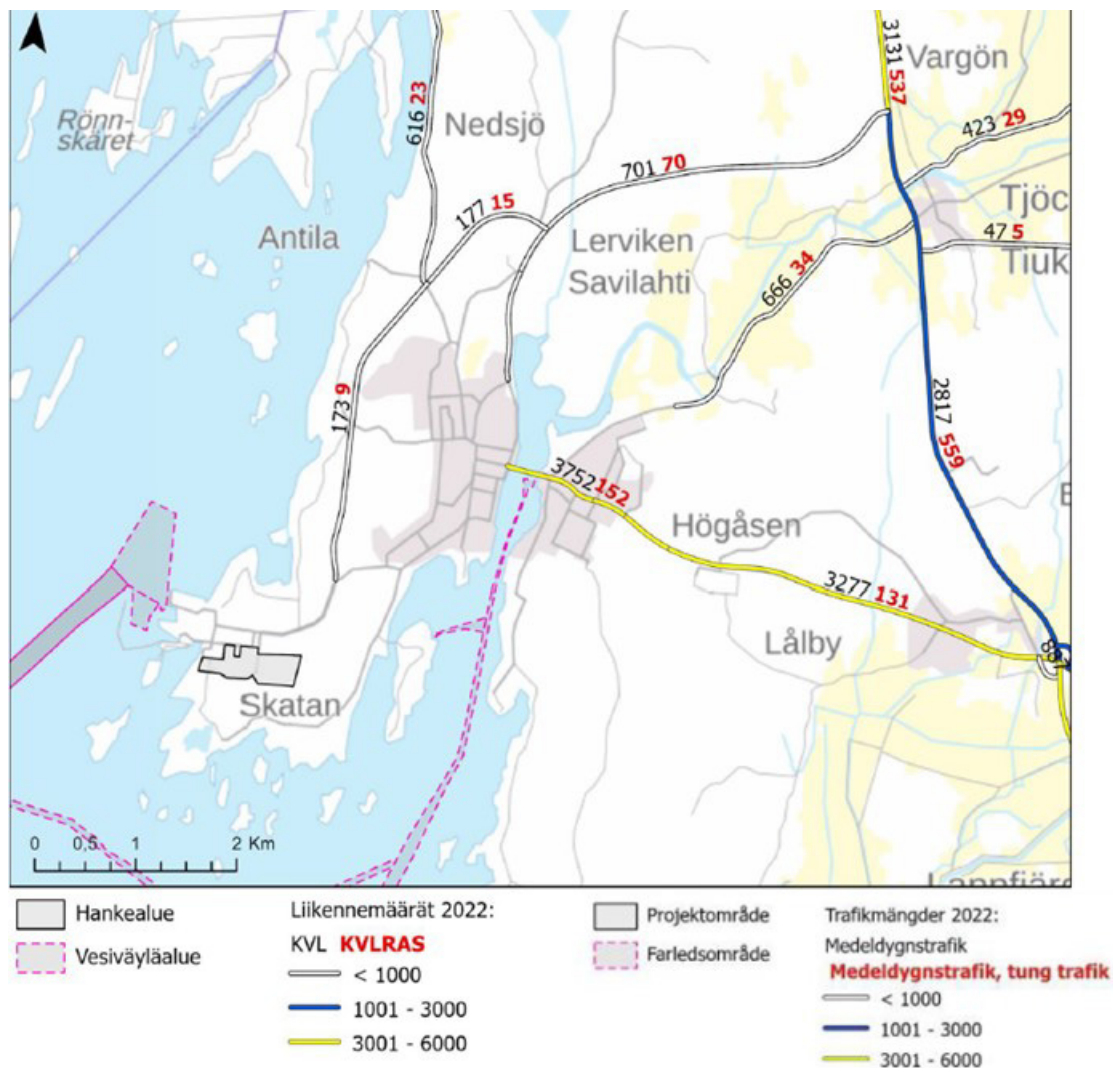 3131 537
Vargön
616 23
Rönn-
skäret
Nedsjö
423 29
701 70
177 15
Tjöc
Antila
Lerviken
Savilahti
47 5
Tiuk
666 34
173 9
2817 559
3752 152
Högåsen
3277 131
Lålby
Skatan
0 0,5 1 2 Km
Hankealue
Vesiväyläalue
Liikennemäärät 2022:
KVL KVLRAS
< 1000
1001 - 3000
3001 - 6000
Projektområde
Farledsområde
Trafikmängder 2022:
Medeldygnstrafik
Medeldygnstrafik, tung trafik
< 1000
1001 - 3000
3001 - 6000